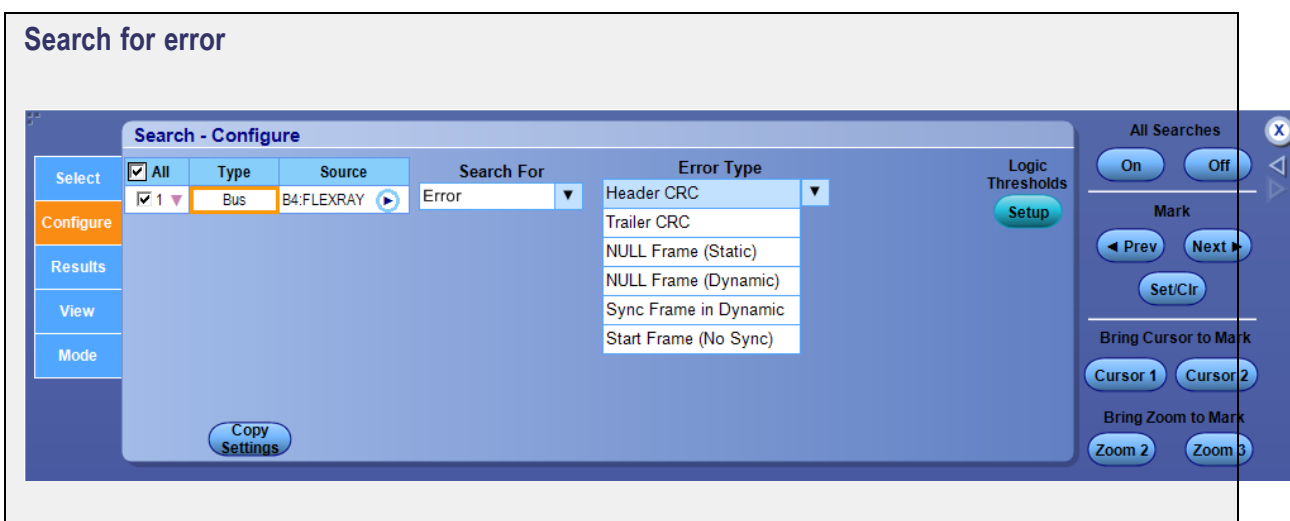 Search for error
Search - Configure
Select
Configure
Results
View
Mode
All Type Source
1 Bus B4:FLEXRAY
Search For
Error
Error Type
Header CRC
Trailer CRC
NULL Frame (Static)
NULL Frame (Dynamic)
Sync Frame in Dynamic
Start Frame (No Sync)
Logic
Thresholds
Setup
Copy
Settings
All Searches
X
On Off
Mark
◄ Prev Next ►
Set/Clr
Bring Cursor to Mark
Cursor 1 Cursor 2
Bring Zoom to Mark
Zoom 2 Zoom 3